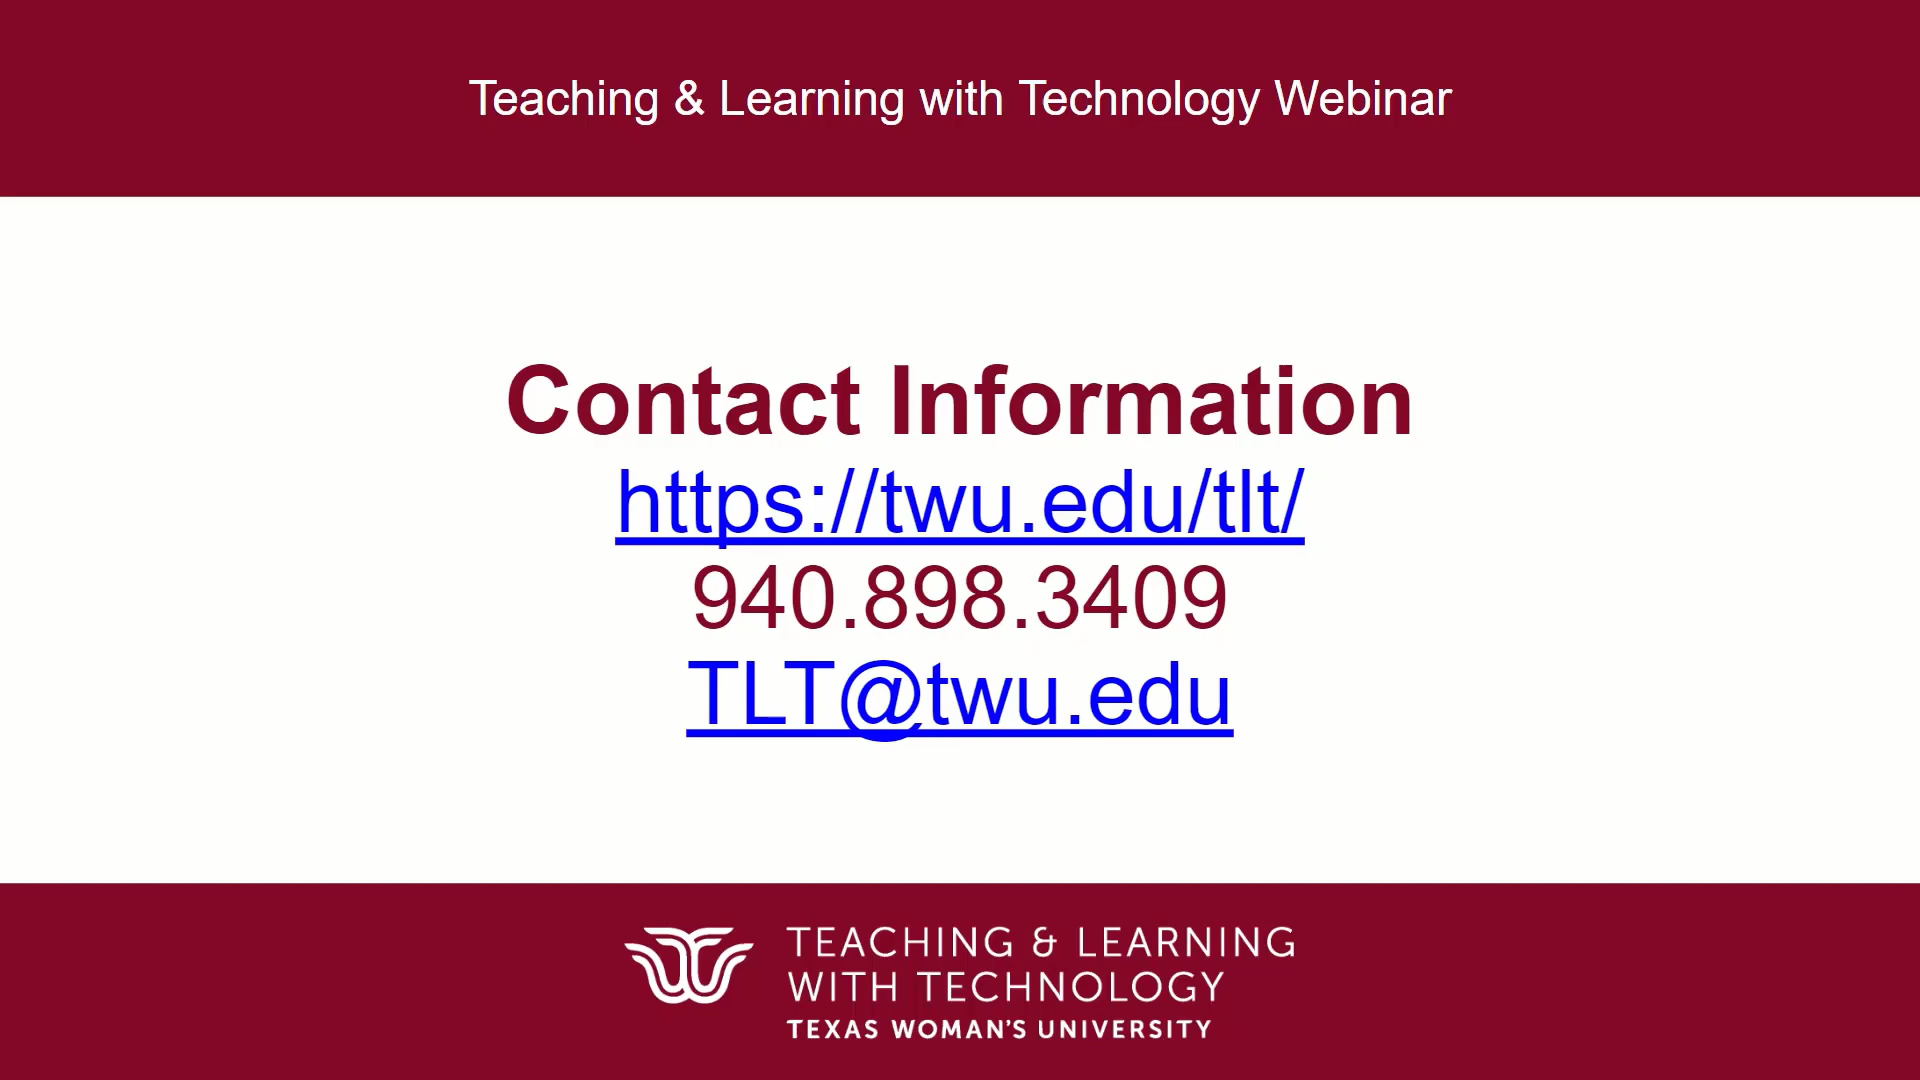 Teaching & Learning with Technology Webinar
Contact Information
https://twu.edu/tlt/
940.898.3409
TLT@twu.edu
TEACHING & LEARNING
WITH TECHNOLOGY
TEXAS WOMAN'S UNIVERSITY